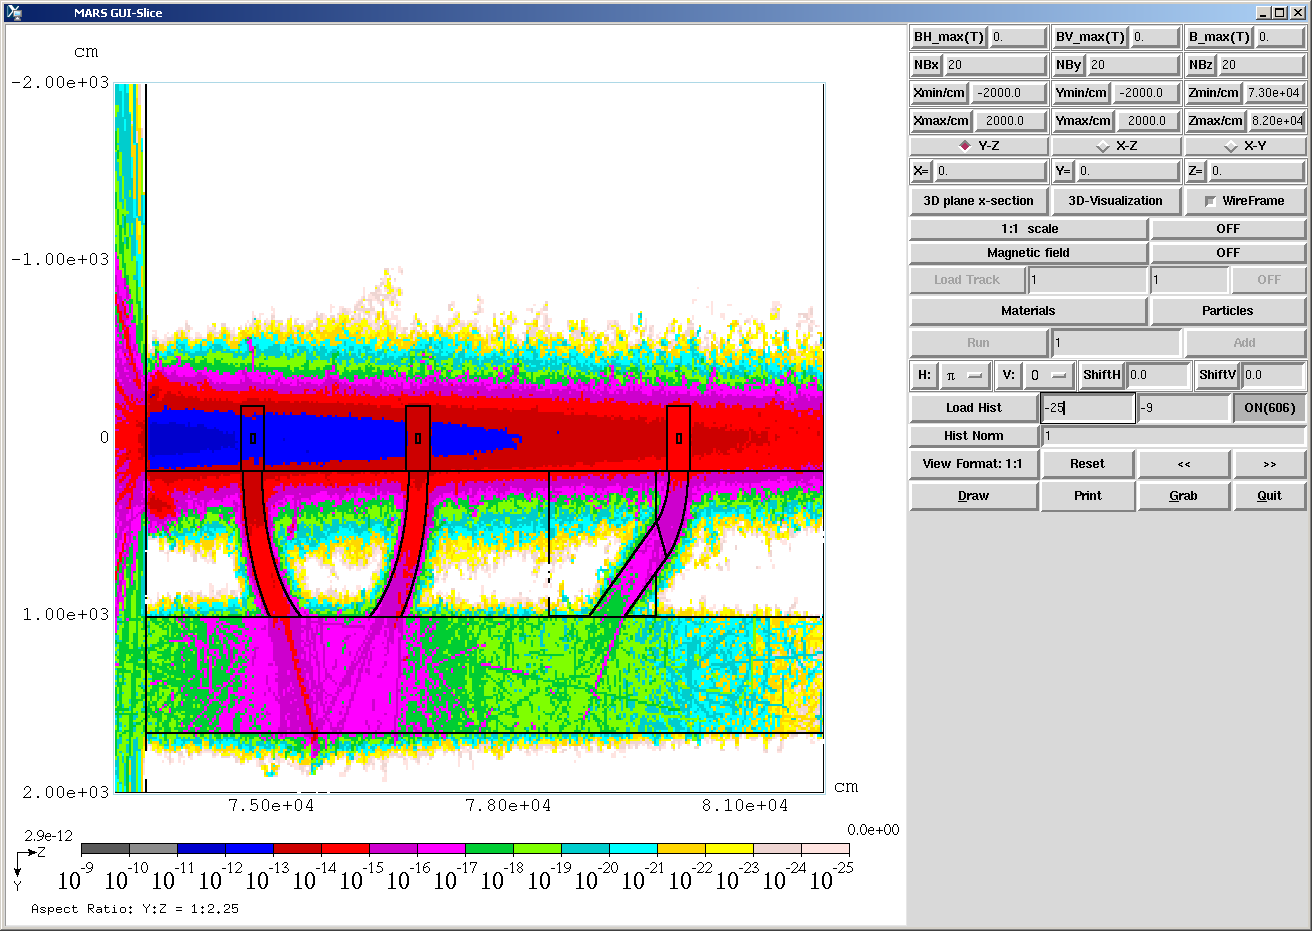 MARS GUI-Slice
cm
-2.00e+03
-1.00e+03
0
1.00e+03
2.00e+03
7.50e+04 7.80e+04 8.10e+04
cm
2.9e-12 0.0e+00
10^-9 10^-10 10^-11 10^-12 10^-13 10^-14 10^-15 10^-16 10^-17 10^-18 10^-19 10^-20 10^-21 10^-22 10^-23 10^-24 10^-25
Z
Y
Aspect Ratio: Y:Z = 1:2.25
BH_max(T) 0. BV_max(T) 0. B_max(T) 0.
NBx 20 NBy 20 NBz 20
Xmin/cm -2000.0 Ymin/cm -2000.0 Zmin/cm 7.30e+04
Xmax/cm 2000.0 Ymax/cm 2000.0 Zmax/cm 8.20e+04
Y-Z X-Z X-Y
X= 0. Y= 0. Z= 0.
3D plane x-section 3D-Visualization WireFrame
1:1 scale OFF
Magnetic field OFF
Load Track 1 1 OFF
Materials Particles
Run 1 Add
H: π V: 0 ShiftH 0.0 ShiftV 0.0
Load Hist -25 -9 ON(606)
Hist Norm 1
View Format: 1:1 Reset << >>
Draw Print Grab Quit